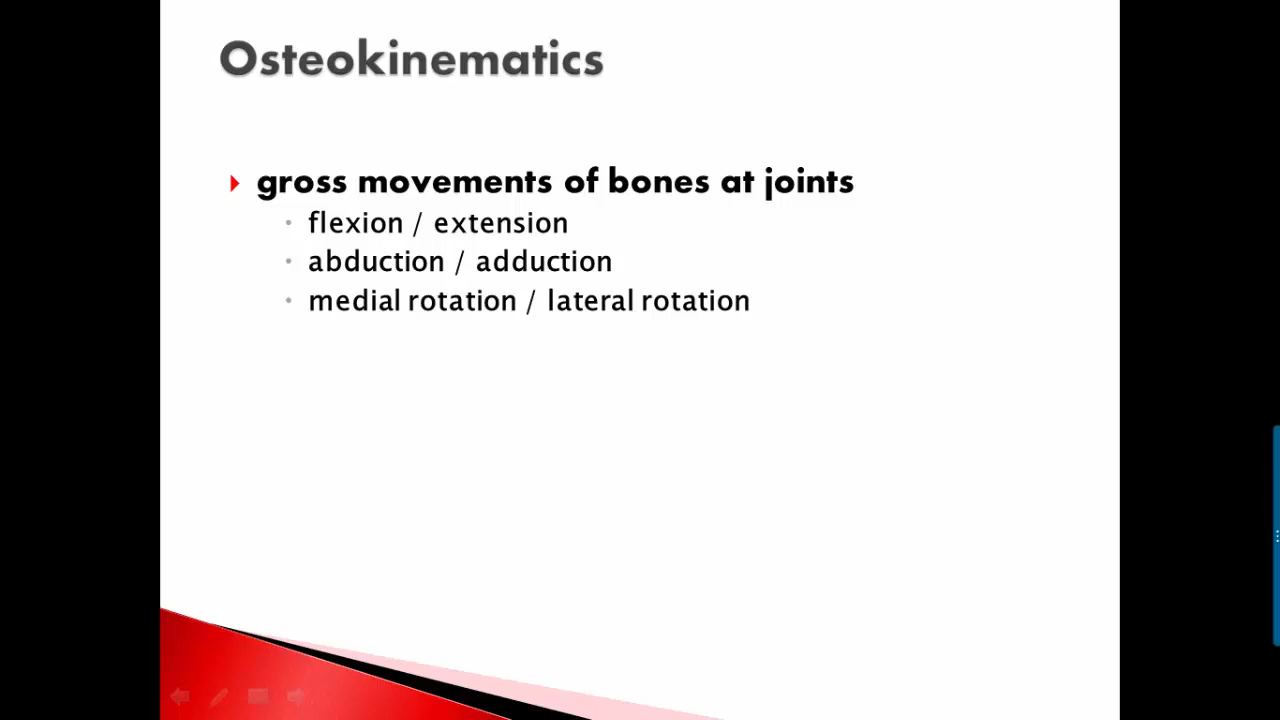 Osteokinematics
gross movements of bones at joints
flexion / extension
abduction / adduction
medial rotation / lateral rotation